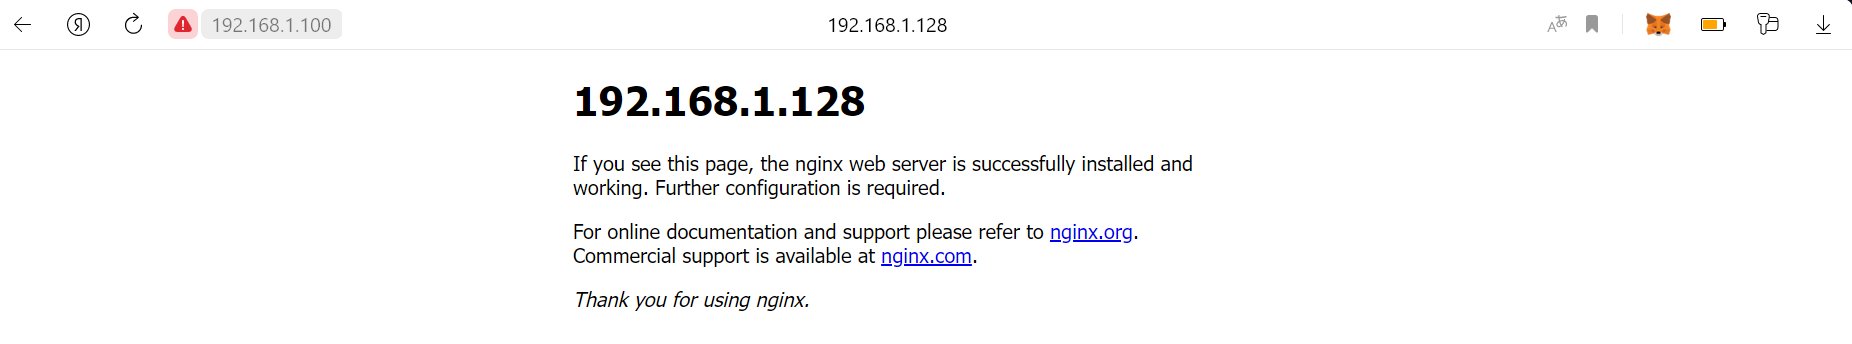 192.168.1.100
192.168.1.128
192.168.1.128
If you see this page, the nginx web server is successfully installed and
working. Further configuration is required.
For online documentation and support please refer to nginx.org.
Commercial support is available at nginx.com.
Thank you for using nginx.